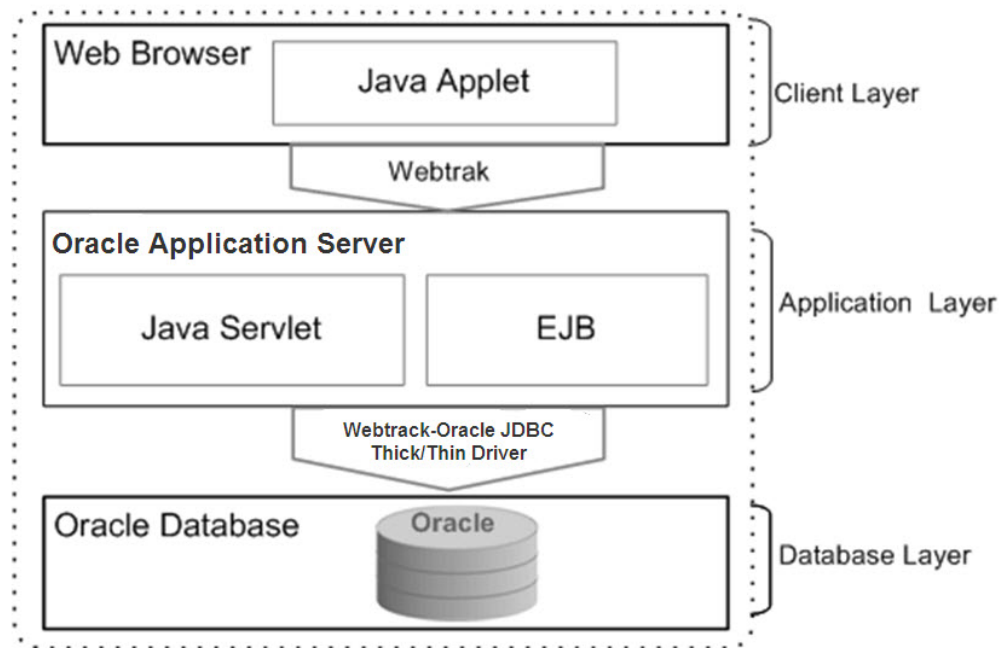 Web Browser
Java Applet
Client Layer
Webtrak
Oracle Application Server
Java Servlet
EJB
Application Layer
Webtrack-Oracle JDBC
Thick/Thin Driver
Oracle Database
Oracle
Database Layer